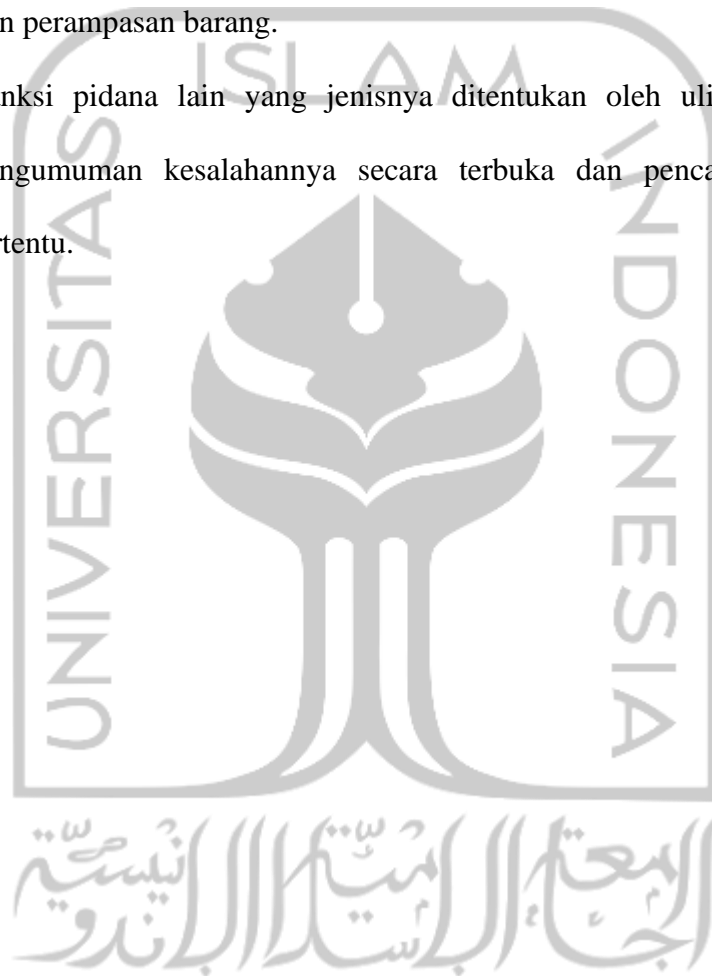 n perampasan barang.
nksi pidana lain yang jenisnya ditentukan oleh uli
ngumuman kesalahannya secara terbuka dan penca
rtentu.
ISLAM
UNIVERSITAS
INDONESIA